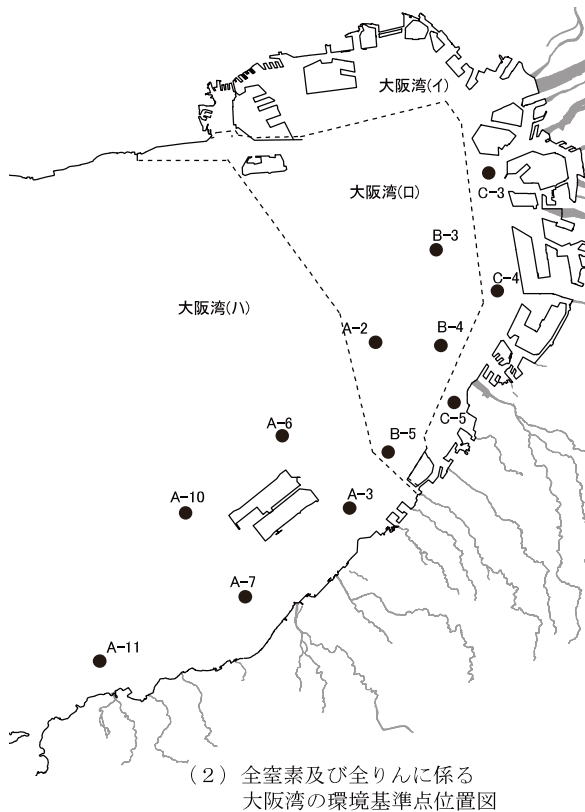 大阪湾(イ)
大阪湾(ロ)
C-3
B-3
C-4
大阪湾(ハ)
A-2
B-4
C-5
A-6
B-5
A-10
A-3
A-7
A-11
(2) 全窒素及び全りんに係る
大阪湾の環境基準点位置図